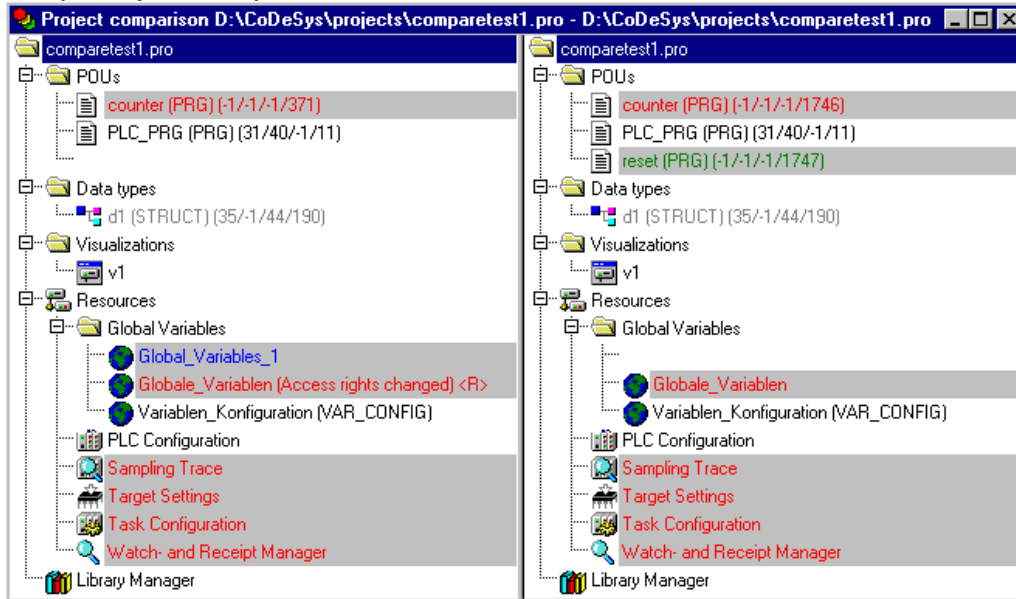 Project comparison D:\CoDeSys\projects\comparetest1.pro - D:\CoDeSys\projects\comparetest1.pro
comparetest1.pro
POUs
counter (PRG) (-1/-1/-1/371)
PLC_PRG (PRG) (31/40/-1/11)
Data types
d1 (STRUCT) (35/-1/44/190)
Visualizations
v1
Resources
Global Variables
Global_Variables_1
Globale_Variablen (Access rights changed) <R>
Variablen_Konfiguration (VAR_CONFIG)
PLC Configuration
Sampling Trace
Target Settings
Task Configuration
Watch- and Receipt Manager
Library Manager
comparetest1.pro
POUs
counter (PRG) (-1/-1/-1/1746)
PLC_PRG (PRG) (31/40/-1/11)
reset (PRG) (-1/-1/-1/1747)
Data types
d1 (STRUCT) (35/-1/44/190)
Visualizations
v1
Resources
Global Variables
Globale_Variablen
Variablen_Konfiguration (VAR_CONFIG)
PLC Configuration
Sampling Trace
Target Settings
Task Configuration
Watch- and Receipt Manager
Library Manager